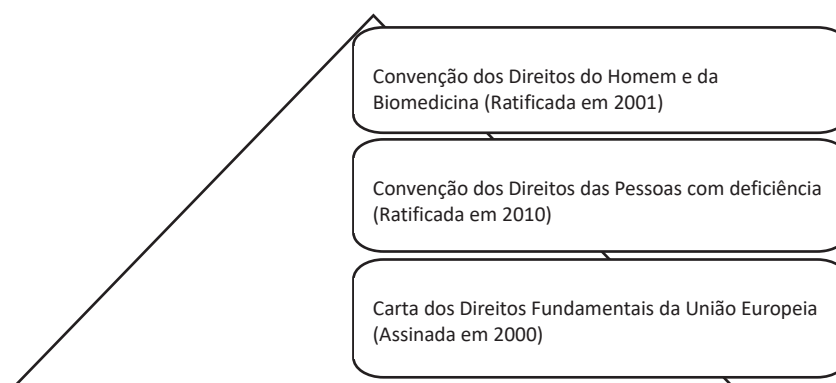 Convenção dos Direitos do Homem e da
Biomedicina (Ratificada em 2001)
Convenção dos Direitos das Pessoas com deficiência
(Ratificada em 2010)
Carta dos Direitos Fundamentais da União Europeia
(Assinada em 2000)